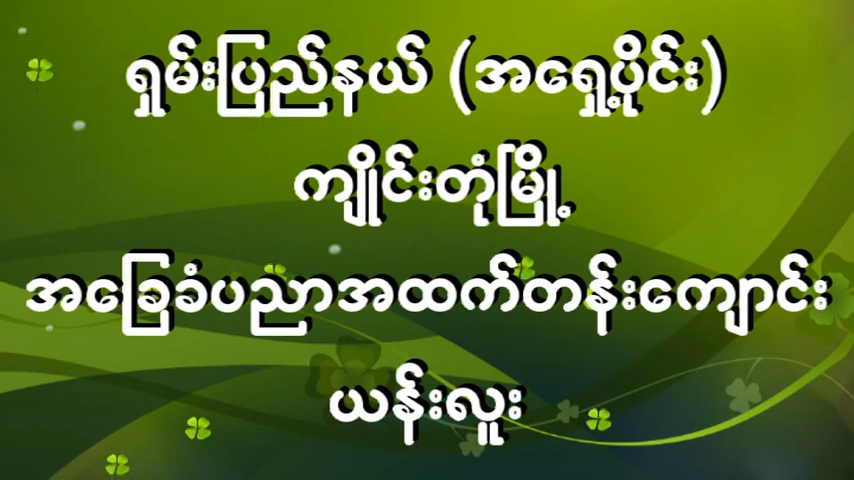 ရှမ်းပြည်နယ် (အရှေ့ပိုင်း)
ကျိုင်းတုံမြို့
အခြေခံပညာအထက်တန်းကျောင်း
ယန်းလူး